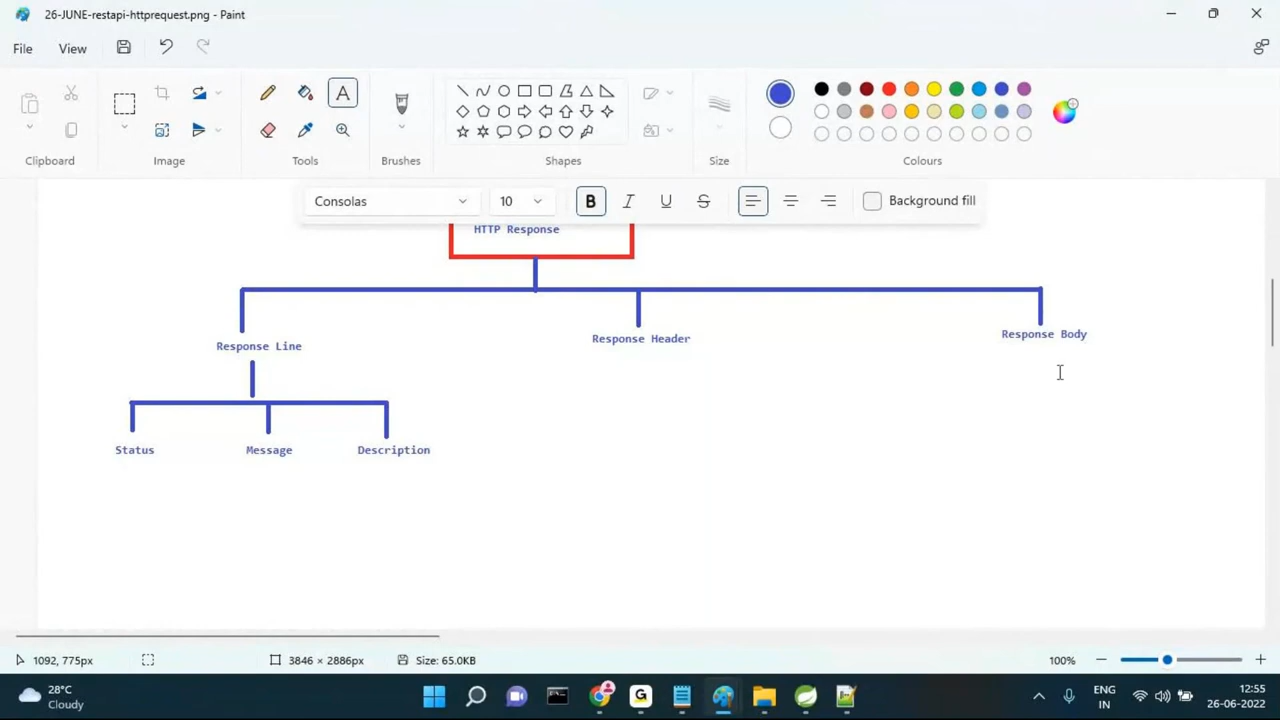 26-JUNE-restapi-httprequest.png - Paint
File View
Clipboard Image Tools Brushes Shapes Size Colours
Consolas 10 B I U S Background fill
HTTP Response
Response Line Response Header Response Body
Status Message Description
1092, 775px 3846 × 2886px Size: 65.0KB 100%
28°C
Cloudy
ENG
IN
12:55
26-06-2022